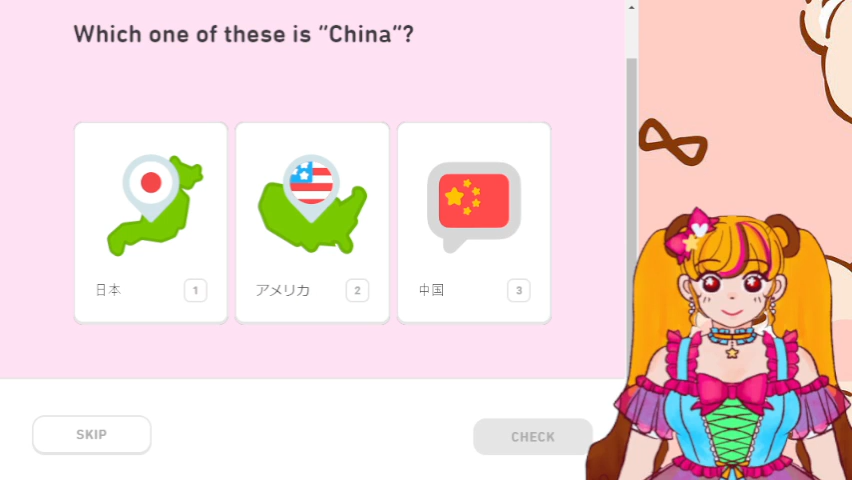 Which one of these is "China"?
日本 1
アメリカ 2
中国 3
SKIP
CHECK